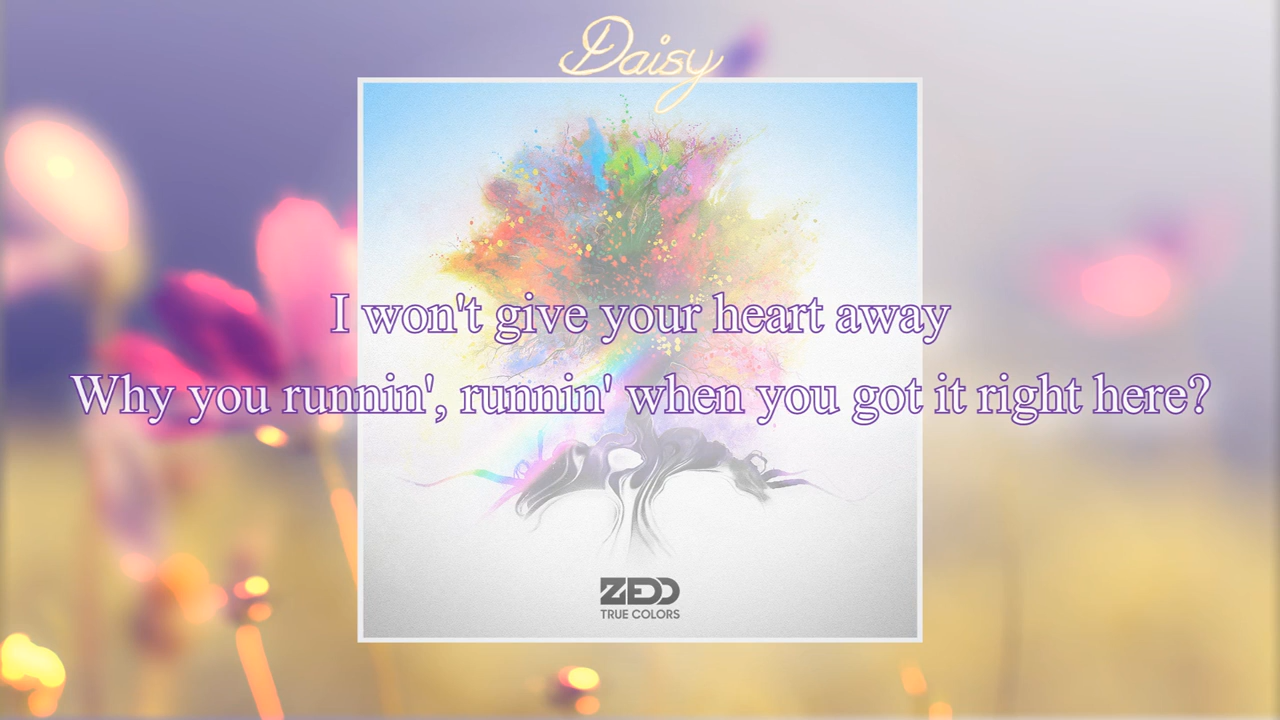 Daisy
I won't give your heart away
Why you runnin', runnin' when you got it right here?
ZEDD
TRUE COLORS